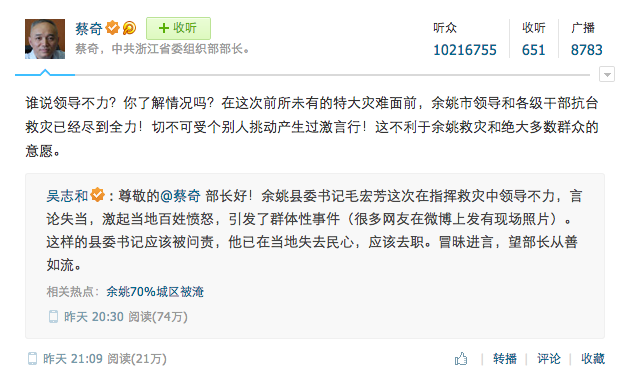 蔡奇
+ 收听
听众
收听
广播
10216755
651
8783
蔡奇，中共浙江省委组织部部长。
谁说领导不力？你了解情况吗？在这次前所未有的特大灾难面前，余姚市领导和各级干部抗台
救灾已经尽到全力！切不可受个别人挑动产生过激言行！这不利于余姚救灾和绝大多数群众的
意愿。
吴志和：尊敬的@蔡奇 部长好！余姚县委书记毛宏芳这次在指挥救灾中领导不力，言
论失当，激起当地百姓愤怒，引发了群体性事件（很多网友在微博上发有现场照片）。
这样的县委书记应该被问责，他已在当地失去民心，应该去职。冒昧进言，望部长从善
如流。
相关热点：余姚70%城区被淹
昨天 20:30 阅读(74万)
昨天 21:09 阅读(21万)
转播
评论
收藏